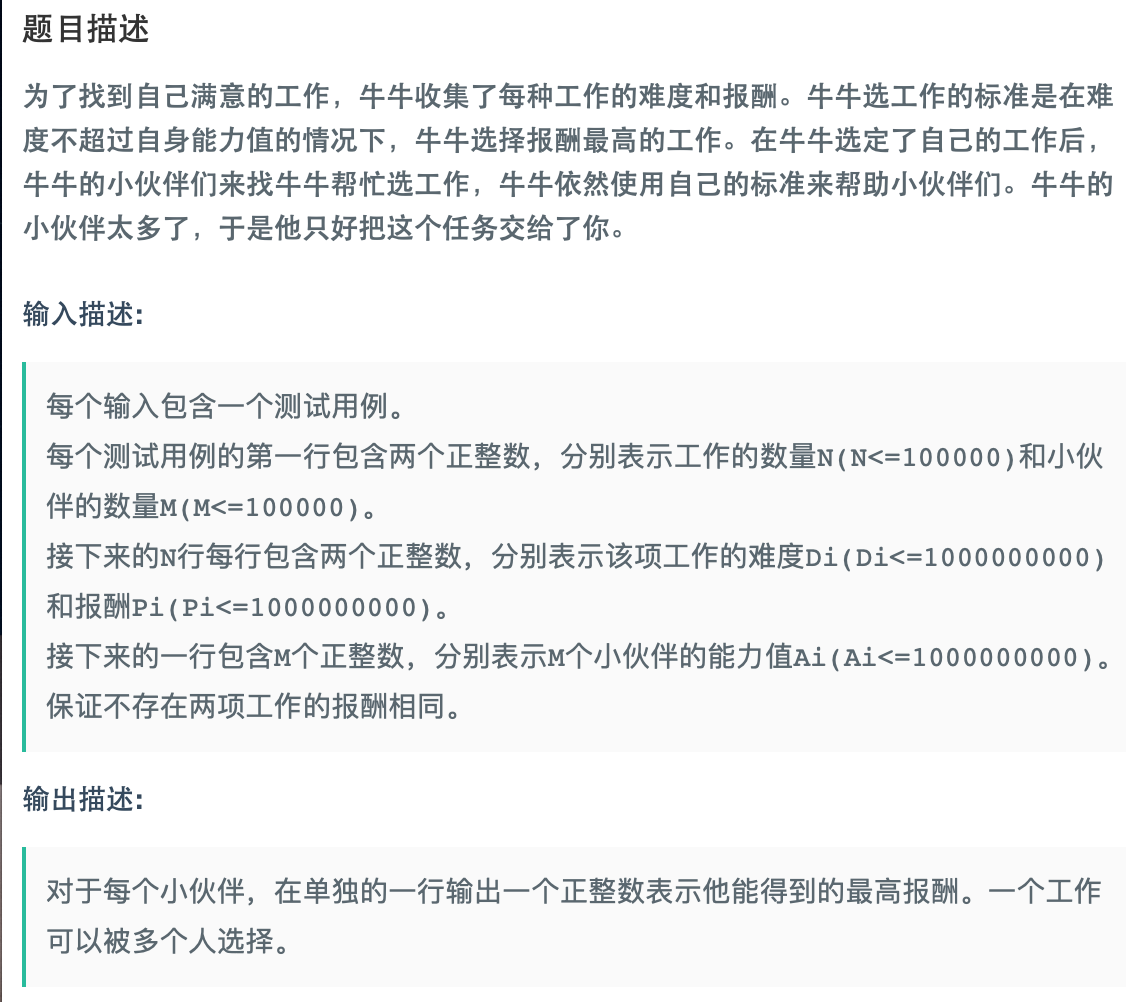 题目描述
为了找到自己满意的工作，牛牛收集了每种工作的难度和报酬。牛牛选工作的标准是在难
度不超过自身能力值的情况下，牛牛选择报酬最高的工作。在牛牛选定了自己的工作后，
牛牛的小伙伴们来找牛牛帮忙选工作，牛牛依然使用自己的标准来帮助小伙伴们。牛牛的
小伙伴太多了，于是他只好把这个任务交给了你。
输入描述:
每个输入包含一个测试用例。
每个测试用例的第一行包含两个正整数，分别表示工作的数量N(N<=100000)和小伙
伴的数量M(M<=100000)。
接下来的N行每行包含两个正整数，分别表示该项工作的难度Di(Di<=1000000000)
和报酬Pi(Pi<=1000000000)。
接下来的一行包含M个正整数，分别表示M个小伙伴的能力值Ai(Ai<=1000000000)。
保证不存在两项工作的报酬相同。
输出描述:
对于每个小伙伴，在单独的一行输出一个正整数表示他能得到的最高报酬。一个工作
可以被多个人选择。